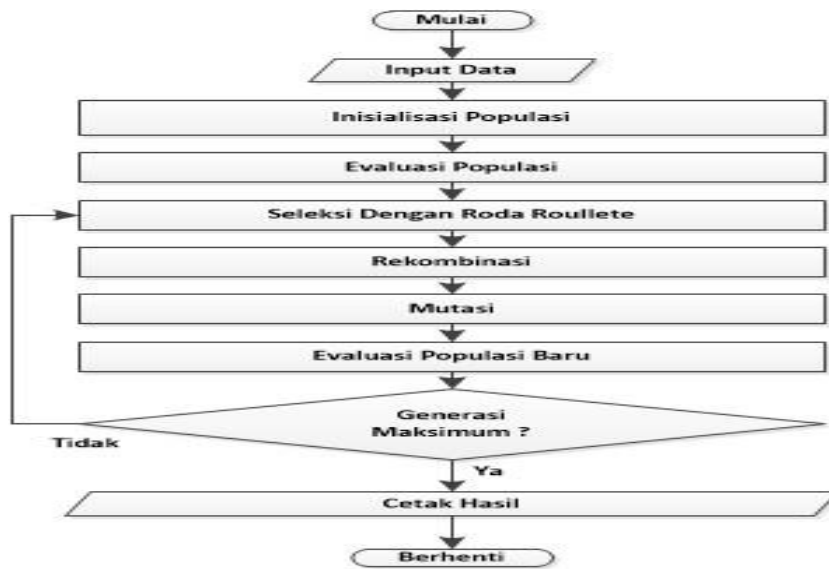 Mulai
Input Data
Inisialisasi Populasi
Evaluasi Populasi
Seleksi Dengan Roda Roullete
Rekombinasi
Mutasi
Evaluasi Populasi Baru
Generasi
Maksimum ?
Tidak
Ya
Cetak Hasil
Berhenti